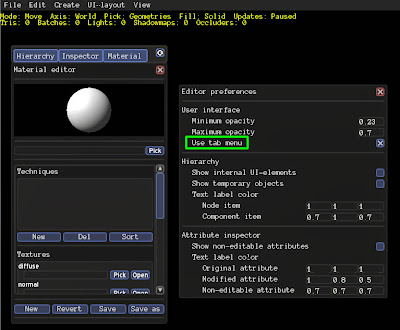 File Edit Create UI-layout View
Mode: Move Axis: World Pick: Geometries Fill: Solid Updates: Paused
Tris: 0 Batches: 0 Lights: 0 Shadowmaps: 0 Occluders: 0
Hierarchy Inspector Material
Material editor
Pick
Techniques
New Del Sort
Textures
diffuse
Pick Open
normal
Pick Open
New Revert Save Save as
Editor preferences
User interface
Minimum opacity 0.23
Maximum opacity 0.7
Use tab menu
Hierarchy
Show internal UI-elements
Show temporary objects
Text label color
Node item 1 1 1
Component item 0.7 1 0.7
Attribute inspector
Show non-editable attributes
Text label color
Original attribute 1 1 1
Modified attribute 1 0.8 0.5
Non-editable attribute 0.7 0.7 0.7